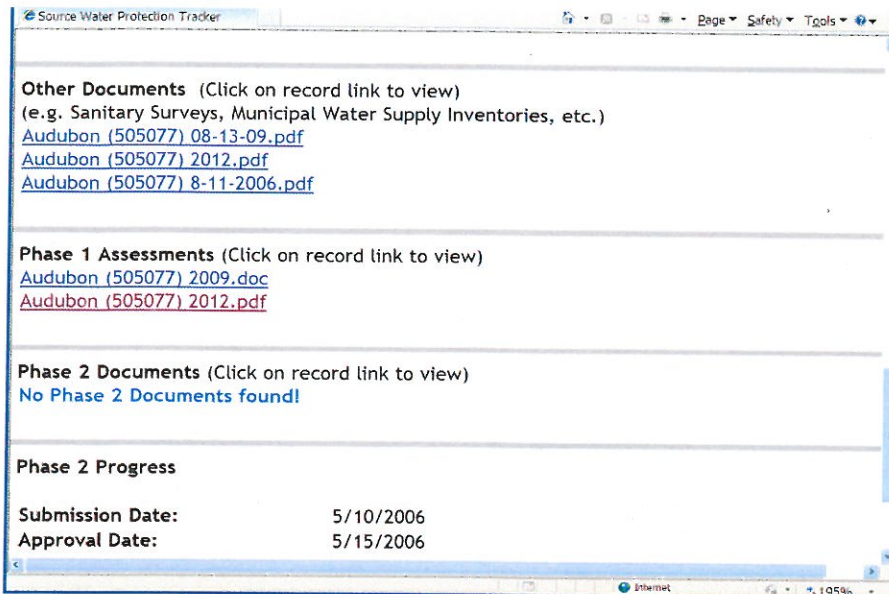 Source Water Protection Tracker
Page Safety Tools
Other Documents (Click on record link to view)
(e.g. Sanitary Surveys, Municipal Water Supply Inventories, etc.)
Audubon (505077) 08-13-09.pdf
Audubon (505077) 2012.pdf
Audubon (505077) 8-11-2006.pdf
Phase 1 Assessments (Click on record link to view)
Audubon (505077) 2009.doc
Audubon (505077) 2012.pdf
Phase 2 Documents (Click on record link to view)
No Phase 2 Documents found!
Phase 2 Progress
Submission Date: 5/10/2006
Approval Date: 5/15/2006
Internet 195%